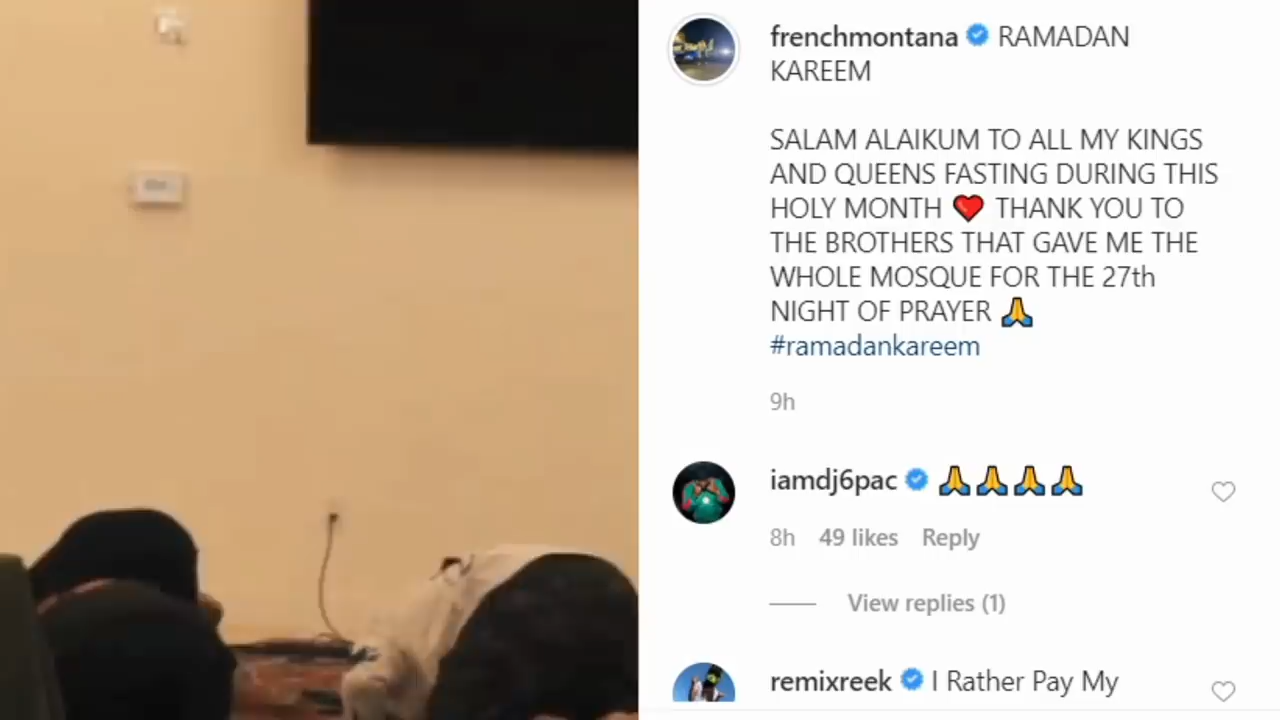 frenchmontana RAMADAN
KAREEM
SALAM ALAIKUM TO ALL MY KINGS
AND QUEENS FASTING DURING THIS
HOLY MONTH ❤️ THANK YOU TO
THE BROTHERS THAT GAVE ME THE
WHOLE MOSQUE FOR THE 27th
NIGHT OF PRAYER 🙏
#ramadankareem
9h
iamdj6pac 🙏🙏🙏🙏
8h 49 likes Reply
View replies (1)
remixreek I Rather Pay My